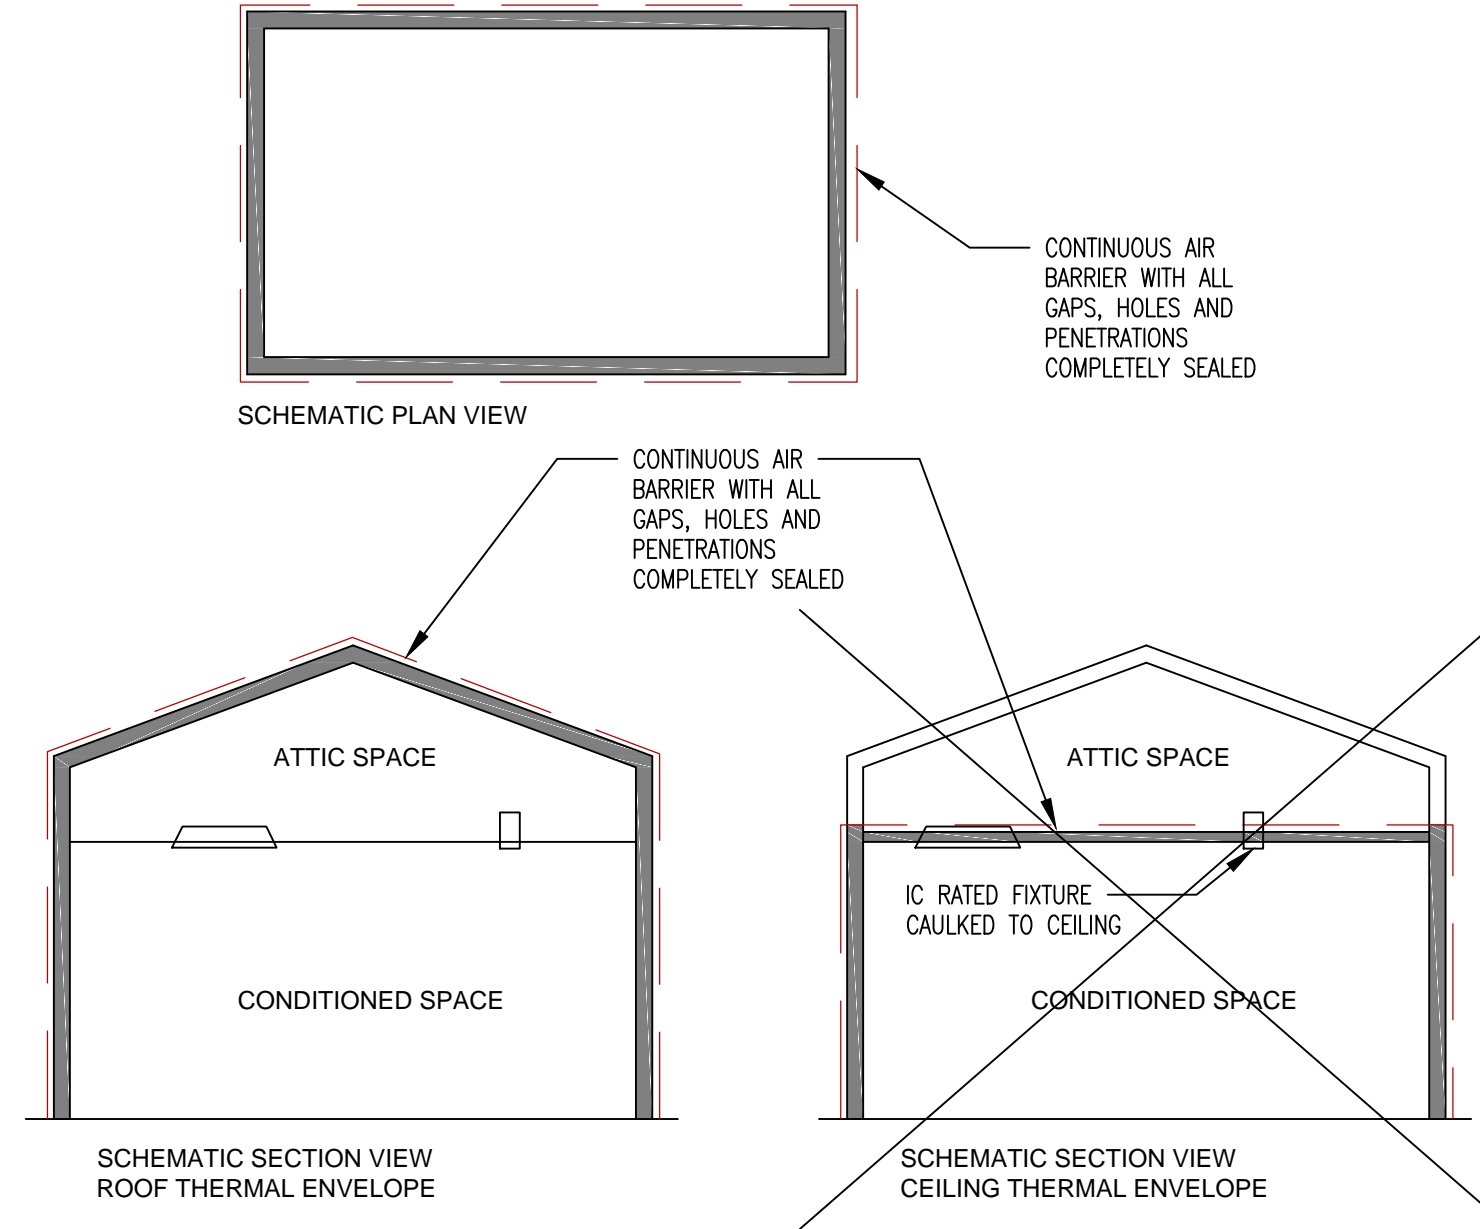 CONTINUOUS AIR
BARRIER WITH ALL
GAPS, HOLES AND
PENETRATIONS
COMPLETELY SEALED
SCHEMATIC PLAN VIEW
CONTINUOUS AIR
BARRIER WITH ALL
GAPS, HOLES AND
PENETRATIONS
COMPLETELY SEALED
ATTIC SPACE
CONDITIONED SPACE
SCHEMATIC SECTION VIEW
ROOF THERMAL ENVELOPE
ATTIC SPACE
IC RATED FIXTURE
CAULKED TO CEILING
CONDITIONED SPACE
SCHEMATIC SECTION VIEW
CEILING THERMAL ENVELOPE